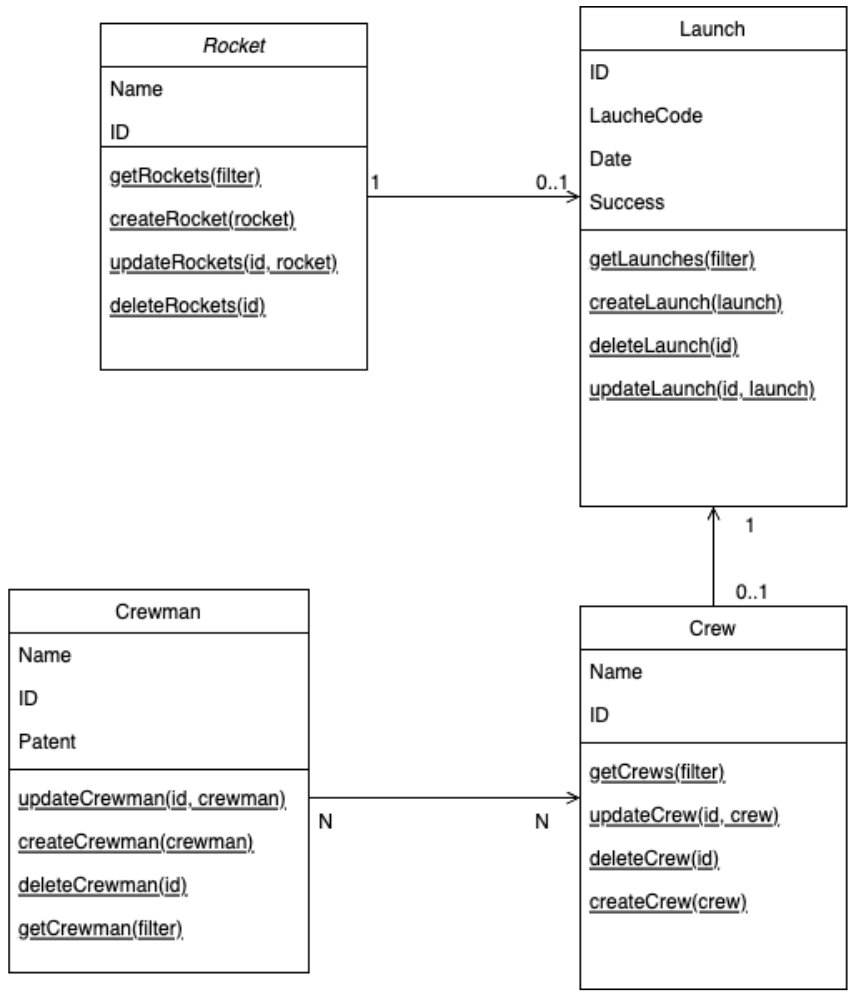 Rocket
Name
ID
getRockets(filter)
createRocket(rocket)
updateRockets(id, rocket)
deleteRockets(id)
1
0..1
Launch
ID
LaucheCode
Date
Success
getLaunches(filter)
createLaunch(launch)
deleteLaunch(id)
updateLaunch(id, launch)
1
0..1
Crewman
Name
ID
Patent
updateCrewman(id, crewman)
createCrewman(crewman)
deleteCrewman(id)
getCrewman(filter)
N
N
Crew
Name
ID
getCrews(filter)
updateCrew(id, crew)
deleteCrew(id)
createCrew(crew)